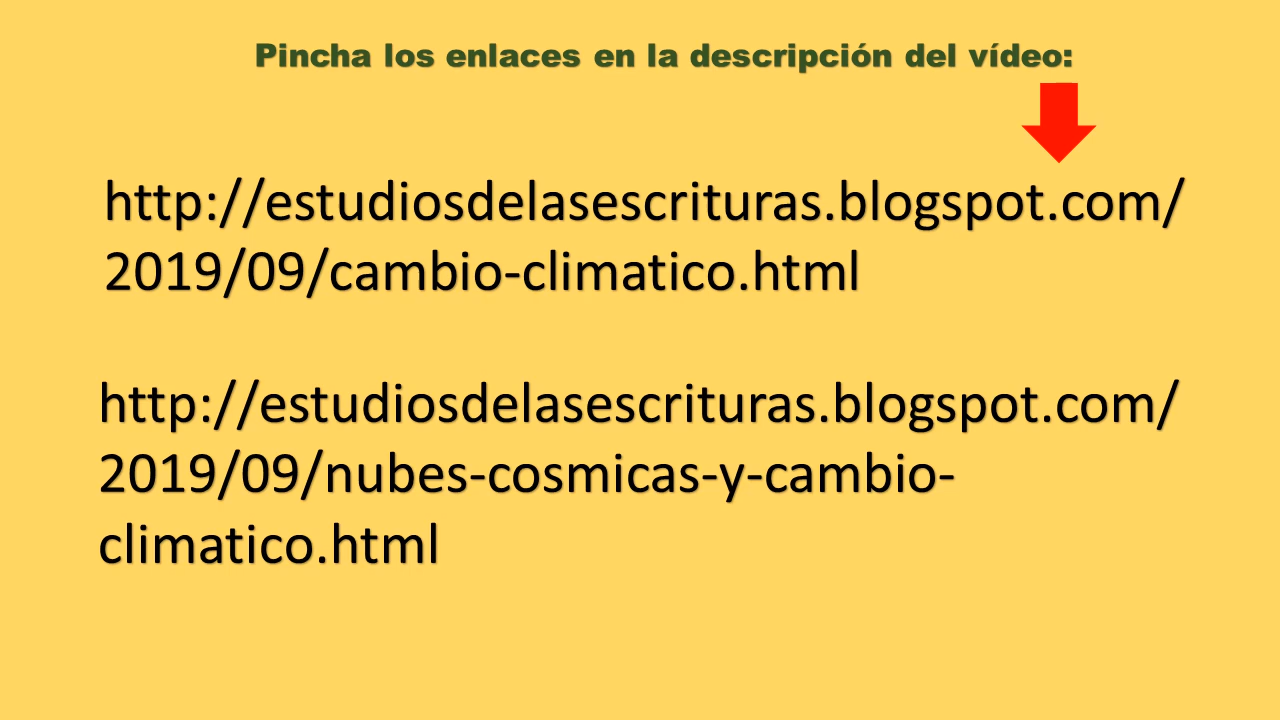 Pincha los enlaces en la descripción del vídeo:
http://estudiosdelasescrituras.blogspot.com/
2019/09/cambio-climatico.html
http://estudiosdelasescrituras.blogspot.com/
2019/09/nubes-cosmicas-y-cambio-
climatico.html